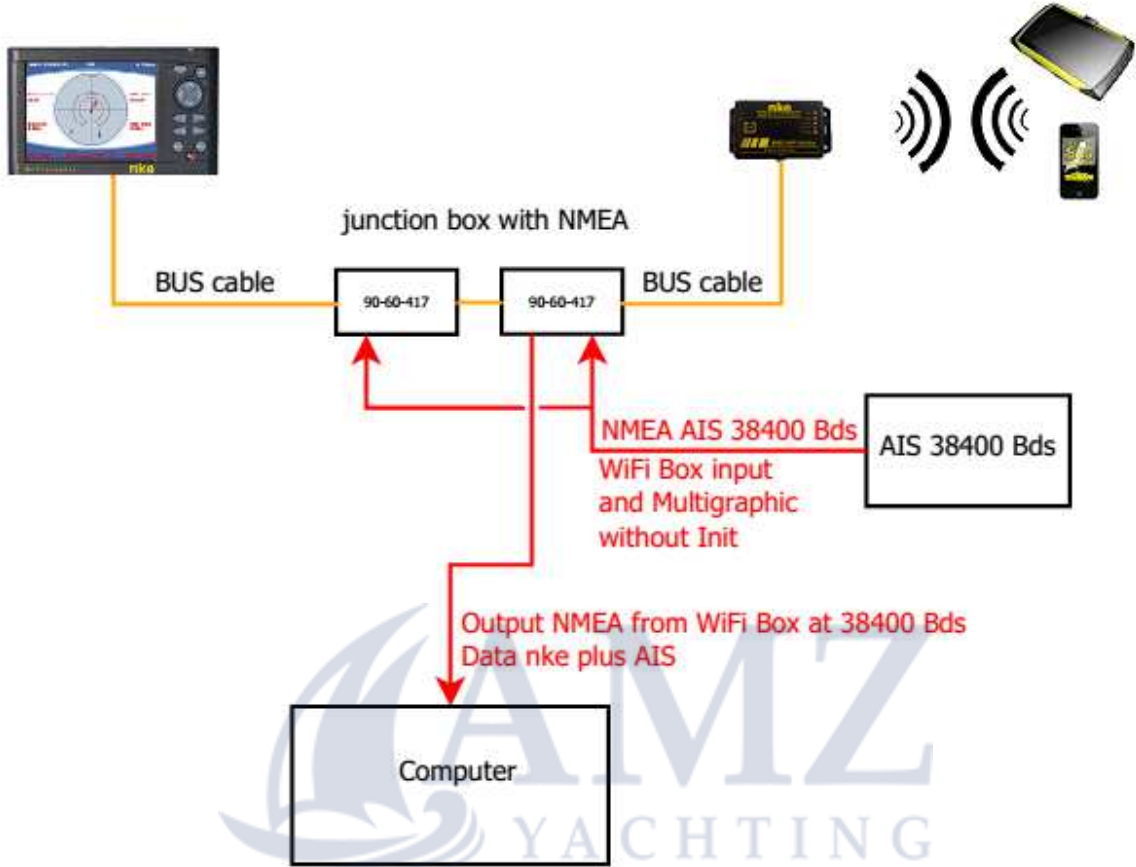 nke
nke
junction box with NMEA
BUS cable
BUS cable
90-60-417
90-60-417
NMEA AIS 38400 Bds
AIS 38400 Bds
WiFi Box input
and Multigraphic
without Init
Output NMEA from WiFi Box at 38400 Bds
Data nke plus AIS
Computer
AMZ
YACHTING